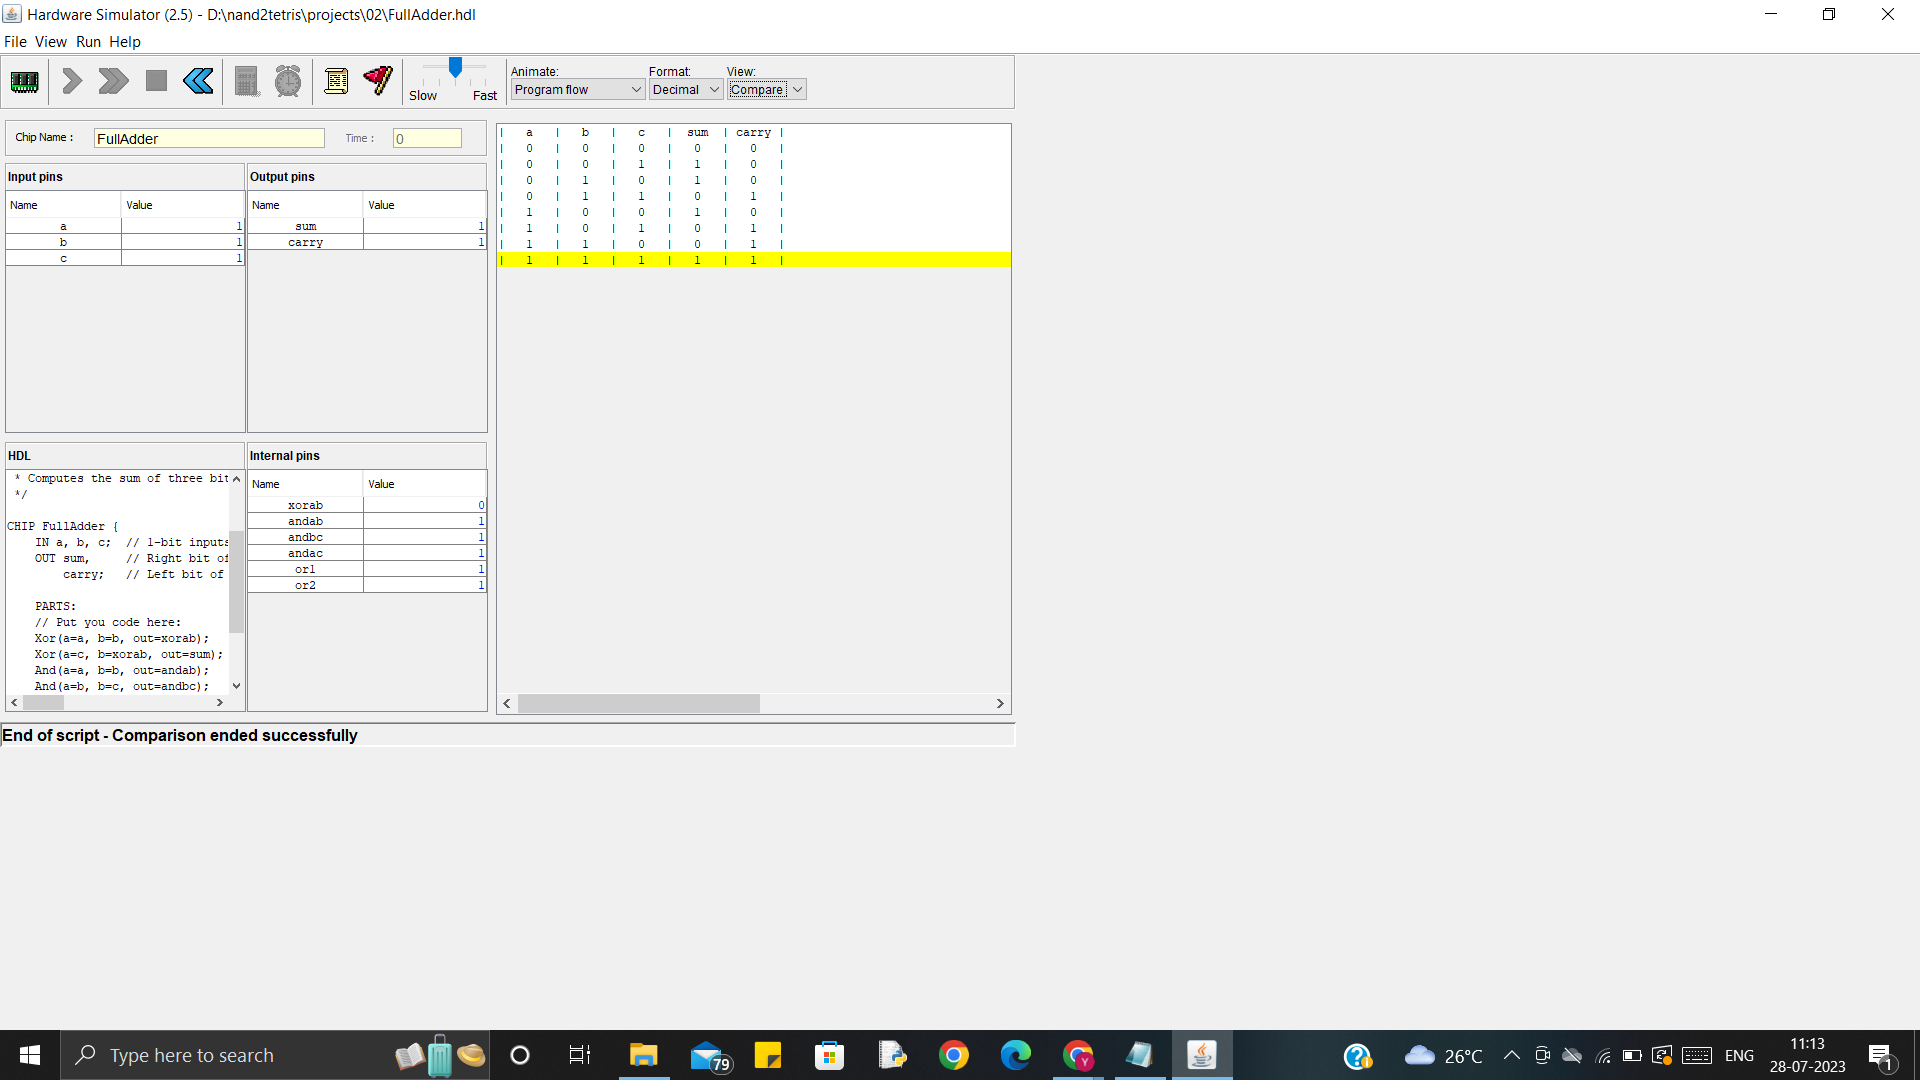 Hardware Simulator (2.5) - D:\nand2tetris\projects\02\FullAdder.hdl
File View Run Help
Slow Fast
Animate: Format: View:
Program flow Decimal Compare
Chip Name : FullAdder Time : 0
Input pins
Name Value
a 1
b 1
c 1
Output pins
Name Value
sum 1
carry 1
| a | b | c | sum | carry |
| 0 | 0 | 0 | 0 | 0 |
| 0 | 0 | 1 | 1 | 0 |
| 0 | 1 | 0 | 1 | 0 |
| 0 | 1 | 1 | 0 | 1 |
| 1 | 0 | 0 | 1 | 0 |
| 1 | 0 | 1 | 0 | 1 |
| 1 | 1 | 0 | 0 | 1 |
| 1 | 1 | 1 | 1 | 1 |
HDL
* Computes the sum of three bit
*/
CHIP FullAdder {
IN a, b, c; // 1-bit inputs
OUT sum, // Right bit of
carry; // Left bit of
PARTS:
// Put you code here:
Xor(a=a, b=b, out=xorab);
Xor(a=c, b=xorab, out=sum);
And(a=a, b=b, out=andab);
And(a=b, b=c, out=andbc);
Internal pins
Name Value
xorab 0
andab 1
andbc 1
andac 1
or1 1
or2 1
End of script - Comparison ended successfully
Type here to search
79
Y
26°C
ENG
11:13
28-07-2023
1